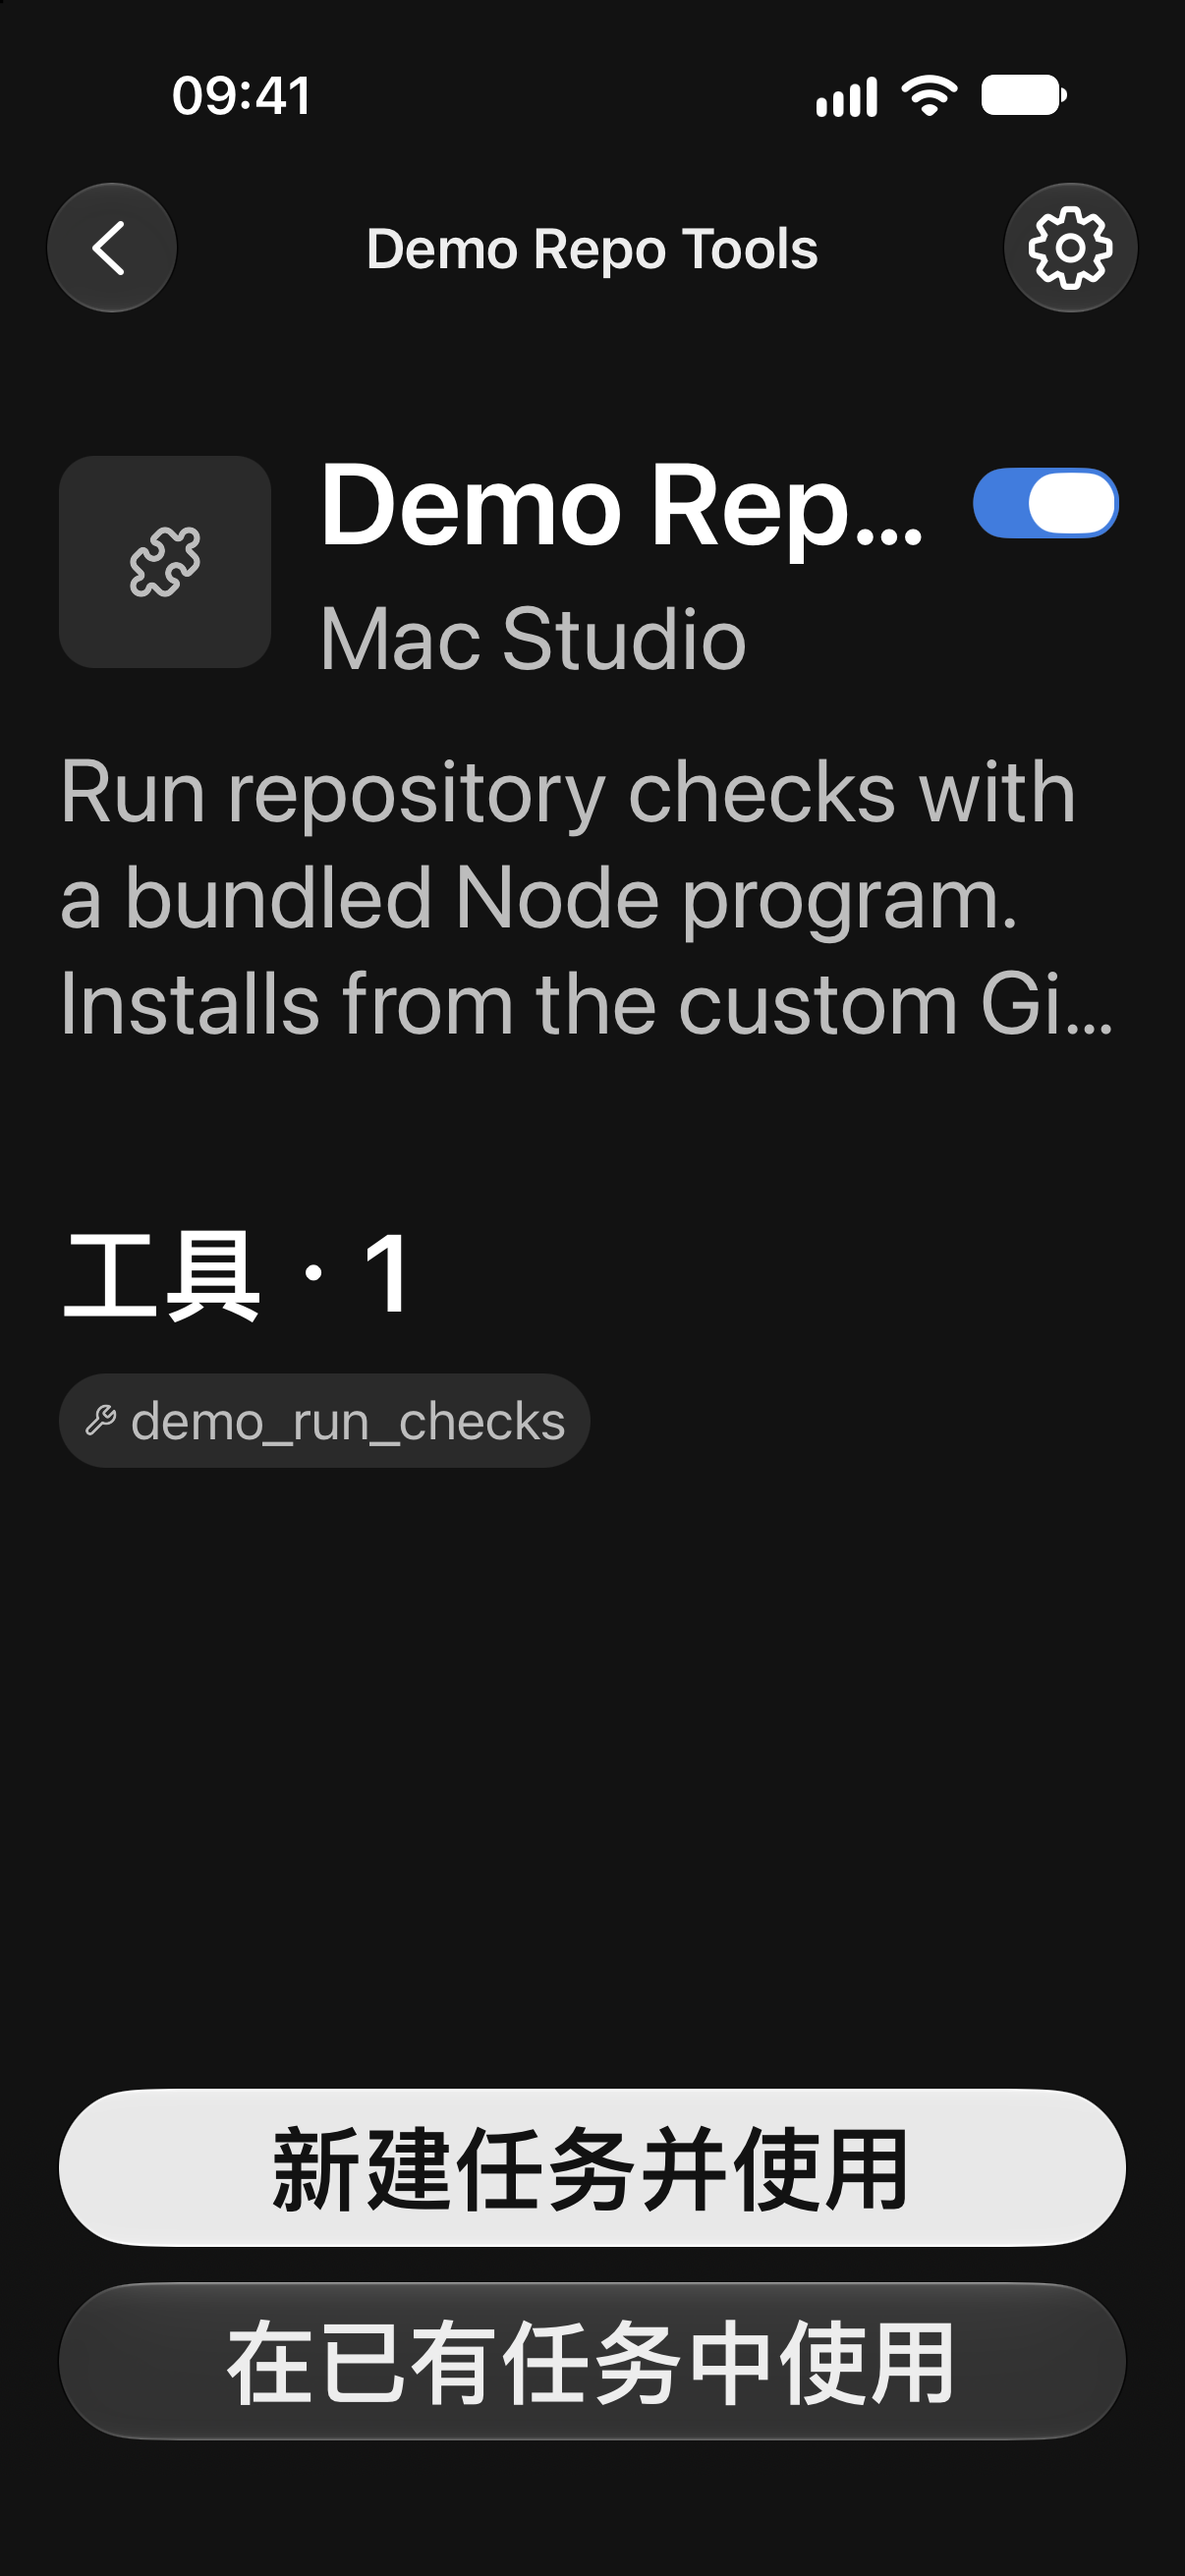 09:41
Demo Repo Tools
Demo Rep...
Mac Studio
Run repository checks with
a bundled Node program.
Installs from the custom Gi...
工具 · 1
demo_run_checks
新建任务并使用
在已有任务中使用